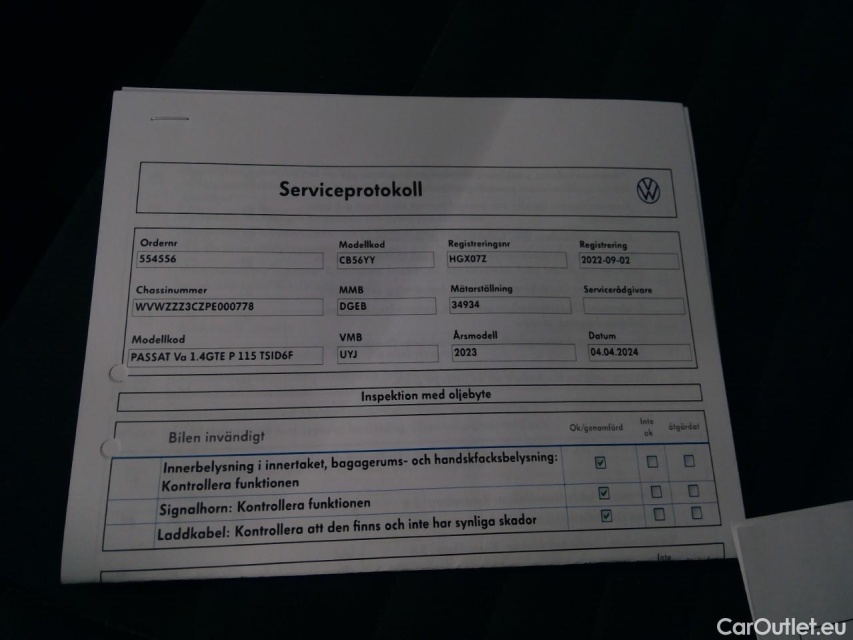 Serviceprotokoll
Ordernr Modellkod Registreringsnr Registrering
554556 CB56YY HGX07Z 2022-09-02
Chassinummer MMB Mätarställning Servicerådgivare
WVWZZZ3CZPE000778 DGEB 34934
Modellkod VMB Årsmodell Datum
PASSAT Va 1.4GTE P 115 TSID6F UYJ 2023 04.04.2024
Inspektion med oljebyte
Bilen invändigt Ok/genomförd Inte ok åtgärdat
Innerbelysning i innertaket, bagagerums- och handskfacksbelysning:
Kontrollera funktionen
Signalhorn: Kontrollera funktionen
Laddkabel: Kontrollera att den finns och inte har synliga skador
Inte
CarOutlet.eu